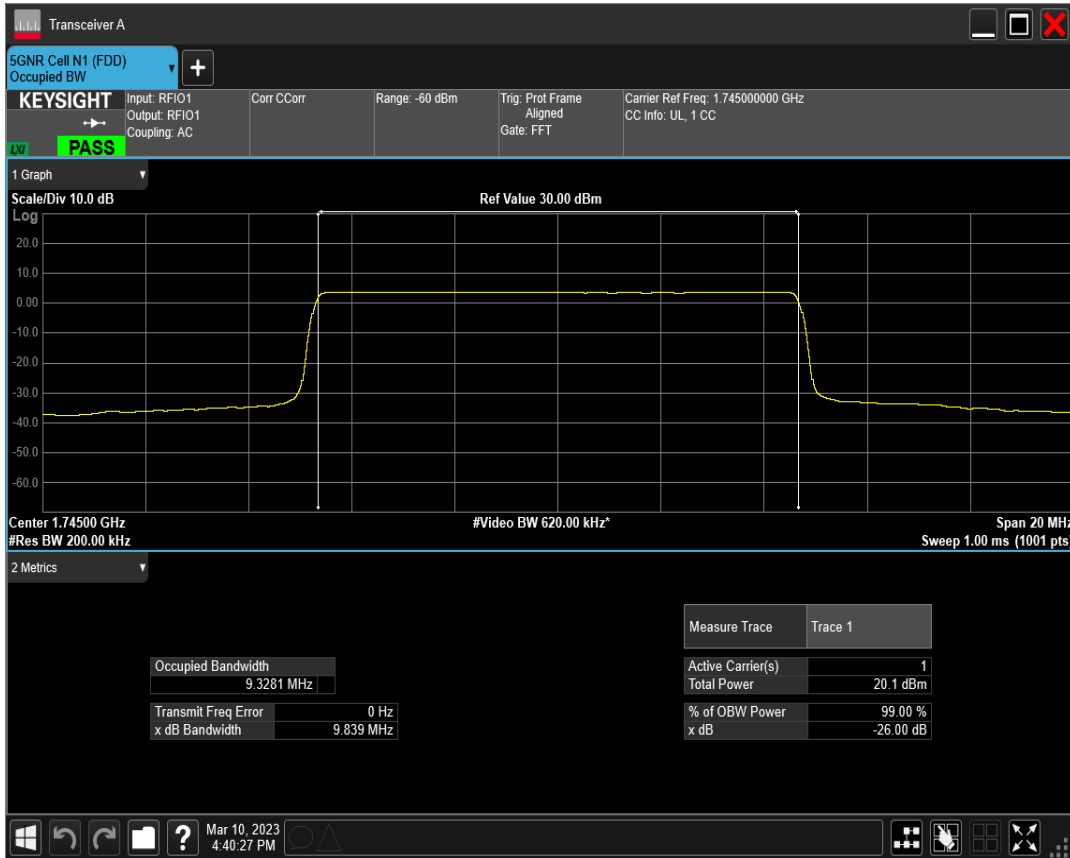 Transceiver A
5GNR Cell N1 (FDD)
Occupied BW
+
KEYSIGHT
LXI
PASS
Input: RFIO1
Output: RFIO1
Coupling: AC
Corr CCorr
Range: -60 dBm
Trig: Prot Frame
Aligned
Gate: FFT
Carrier Ref Freq: 1.745000000 GHz
CC Info: UL, 1 CC
1 Graph
Scale/Div 10.0 dB
Ref Value 30.00 dBm
Log
20.0
10.0
0.00
-10.0
-20.0
-30.0
-40.0
-50.0
-60.0
Center 1.74500 GHz
#Video BW 620.00 kHz*
Span 20 MHz
#Res BW 200.00 kHz
Sweep 1.00 ms (1001 pts)
2 Metrics
Measure Trace Trace 1
Occupied Bandwidth
9.3281 MHz
Active Carrier(s) 1
Total Power 20.1 dBm
Transmit Freq Error 0 Hz
x dB Bandwidth 9.839 MHz
% of OBW Power 99.00 %
x dB -26.00 dB
?
Mar 10, 2023
4:40:27 PM